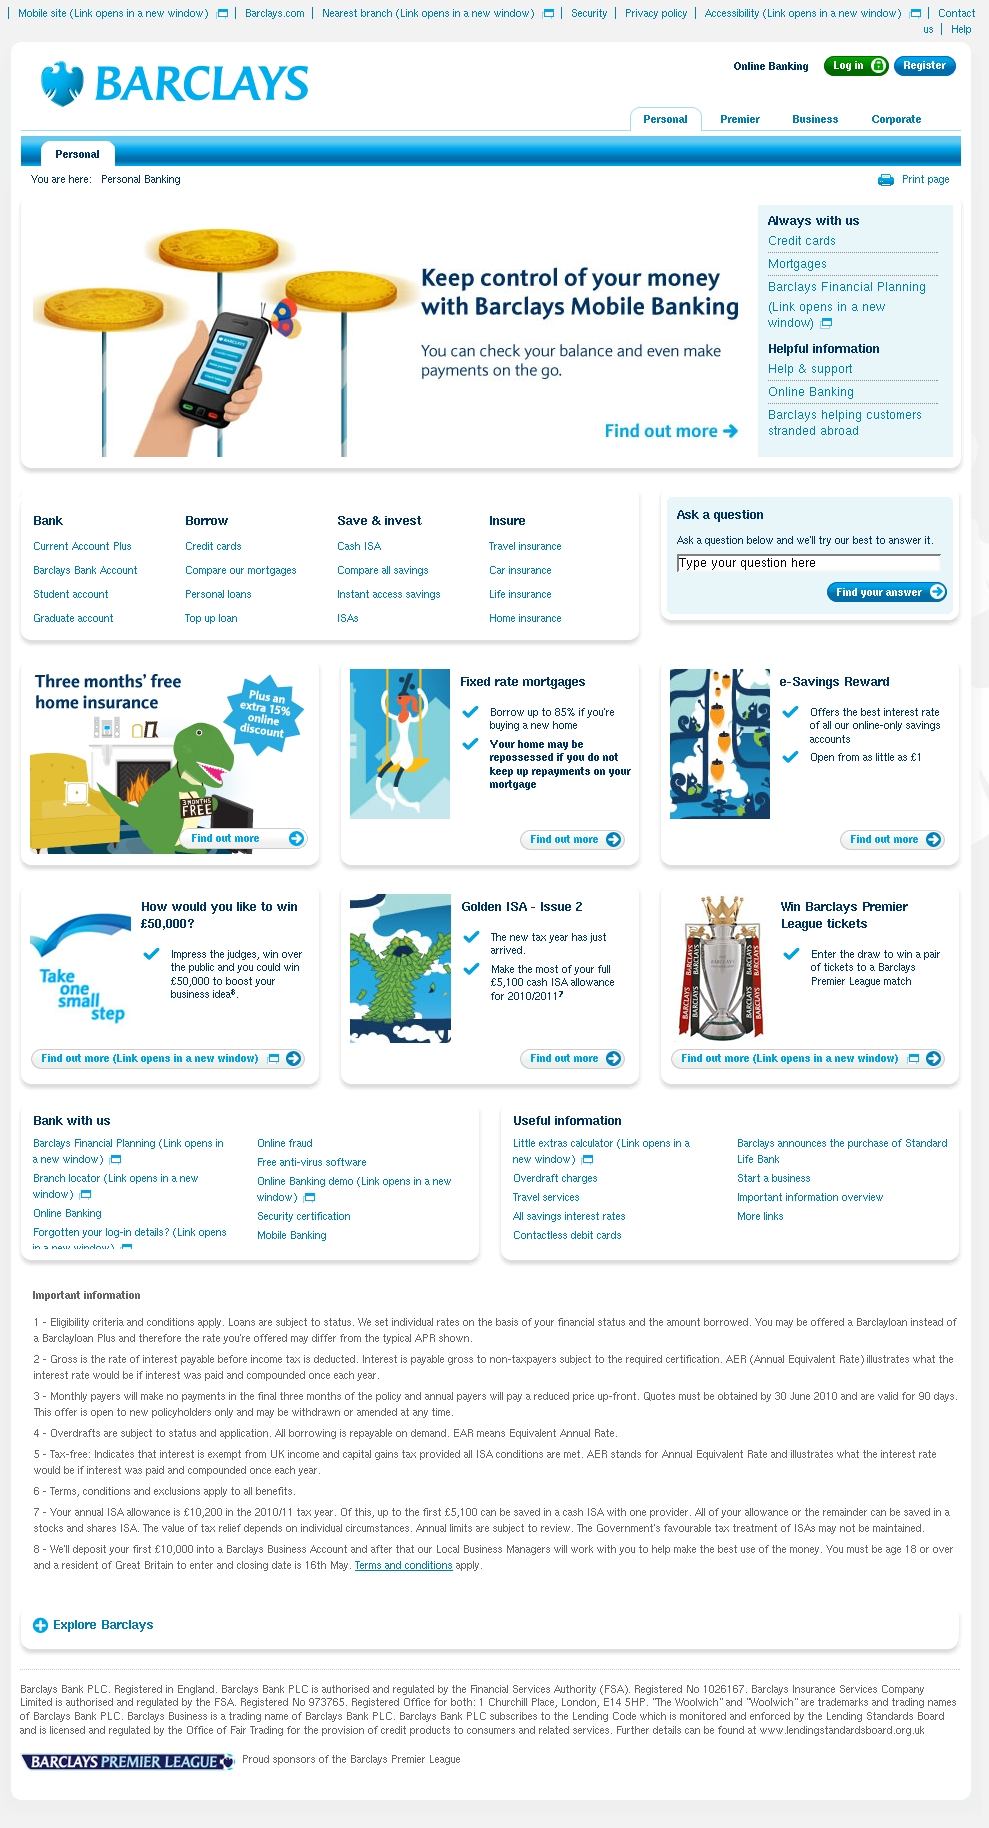 Mobile site (Link opens in a new window) | Barclays.com | Nearest branch (Link opens in a new window) | Security | Privacy policy | Accessibility (Link opens in a new window) | Contact
us | Help
BARCLAYS
Online Banking Log in Register
Personal Premier Business Corporate
Personal
You are here: Personal Banking
Print page
BARCLAYS
Keep control of your money
with Barclays Mobile Banking
You can check your balance and even make
payments on the go.
Find out more
Always with us
Credit cards
Mortgages
Barclays Financial Planning
(Link opens in a new
window)
Helpful information
Help & support
Online Banking
Barclays helping customers
stranded abroad
Bank
Current Account Plus
Barclays Bank Account
Student account
Graduate account
Borrow
Credit cards
Compare our mortgages
Personal loans
Top up loan
Save & invest
Cash ISA
Compare all savings
Instant access savings
ISAs
Insure
Travel insurance
Car insurance
Life insurance
Home insurance
Ask a question
Ask a question below and we'll try our best to answer it.
Type your question here
Find your answer
Three months' free
home insurance
Plus an
extra 15%
online
discount
3 MONTHS
FREE
Find out more
Fixed rate mortgages
Borrow up to 85% if you're
buying a new home
Your home may be
repossessed if you do not
keep up repayments on your
mortgage
Find out more
e-Savings Reward
Offers the best interest rate
of all our online-only savings
accounts
Open from as little as £1
Find out more
Take
one
small
step
How would you like to win
£50,000?
Impress the judges, win over
the public and you could win
£50,000 to boost your
business idea8.
Find out more (Link opens in a new window)
Golden ISA - Issue 2
The new tax year has just
arrived.
Make the most of your full
£5,100 cash ISA allowance
for 2010/20117
Find out more
BARCLAYS
BARCLAYS
BARCLAYS
BARCLAYS
BARCLAYS
Win Barclays Premier
League tickets
Enter the draw to win a pair
of tickets to a Barclays
Premier League match
Find out more (Link opens in a new window)
Bank with us
Barclays Financial Planning (Link opens in
a new window)
Branch locator (Link opens in a new
window)
Online Banking
Forgotten your log-in details? (Link opens
in a new window)
Online fraud
Free anti-virus software
Online Banking demo (Link opens in a new
window)
Security certification
Mobile Banking
Useful information
Little extras calculator (Link opens in a
new window)
Overdraft charges
Travel services
All savings interest rates
Contactless debit cards
Barclays announces the purchase of Standard
Life Bank
Start a business
Important information overview
More links
Important information
1 - Eligibility criteria and conditions apply. Loans are subject to status. We set individual rates on the basis of your financial status and the amount borrowed. You may be offered a Barclayloan instead of
a Barclayloan Plus and therefore the rate you're offered may differ from the typical APR shown.
2 - Gross is the rate of interest payable before income tax is deducted. Interest is payable gross to non-taxpayers subject to the required certification. AER (Annual Equivalent Rate) illustrates what the
interest rate would be if interest was paid and compounded once each year.
3 - Monthly payers will make no payments in the final three months of the policy and annual payers will pay a reduced price up-front. Quotes must be obtained by 30 June 2010 and are valid for 90 days.
This offer is open to new policyholders only and may be withdrawn or amended at any time.
4 - Overdrafts are subject to status and application. All borrowing is repayable on demand. EAR means Equivalent Annual Rate.
5 - Tax-free: Indicates that interest is exempt from UK income and capital gains tax provided all ISA conditions are met. AER stands for Annual Equivalent Rate and illustrates what the interest rate
would be if interest was paid and compounded once each year.
6 - Terms, conditions and exclusions apply to all benefits.
7 - Your annual ISA allowance is £10,200 in the 2010/11 tax year. Of this, up to the first £5,100 can be saved in a cash ISA with one provider. All of your allowance or the remainder can be saved in a
stocks and shares ISA. The value of tax relief depends on individual circumstances. Annual limits are subject to review. The Government's favourable tax treatment of ISAs may not be maintained.
8 - We'll deposit your first £10,000 into a Barclays Business Account and after that our Local Business Managers will work with you to help make the best use of the money. You must be age 18 or over
and a resident of Great Britain to enter and closing date is 16th May. Terms and conditions apply.
Explore Barclays
Barclays Bank PLC. Registered in England. Barclays Bank PLC is authorised and regulated by the Financial Services Authority (FSA). Registered No 1026167. Barclays Insurance Services Company
Limited is authorised and regulated by the FSA. Registered No 973765. Registered Office for both: 1 Churchill Place, London, E14 5HP. "The Woolwich" and "Woolwich" are trademarks and trading names
of Barclays Bank PLC. Barclays Business is a trading name of Barclays Bank PLC. Barclays Bank PLC subscribes to the Lending Code which is monitored and enforced by the Lending Standards Board
and is licensed and regulated by the Office of Fair Trading for the provision of credit products to consumers and related services. Further details can be found at www.lendingstandardsboard.org.uk
BARCLAYS PREMIER LEAGUE Proud sponsors of the Barclays Premier League